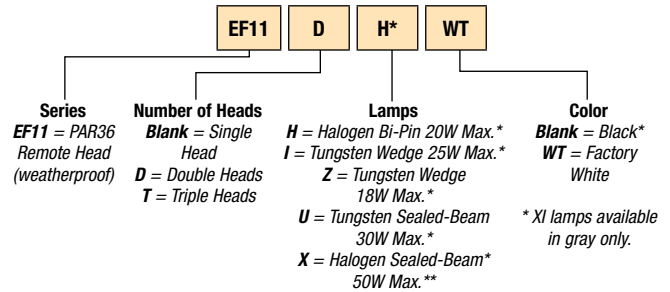 EF11 D H* WT
Series
EF11 = PAR36
Remote Head
(weatherproof)
Number of Heads
Blank = Single
Head
D = Double Heads
T = Triple Heads
Lamps
H = Halogen Bi-Pin 20W Max.*
I = Tungsten Wedge 25W Max.*
Z = Tungsten Wedge
18W Max.*
U = Tungsten Sealed-Beam
30W Max.*
X = Halogen Sealed-Beam*
50W Max.**
Color
Blank = Black*
WT = Factory
White
* XI lamps available
in gray only.